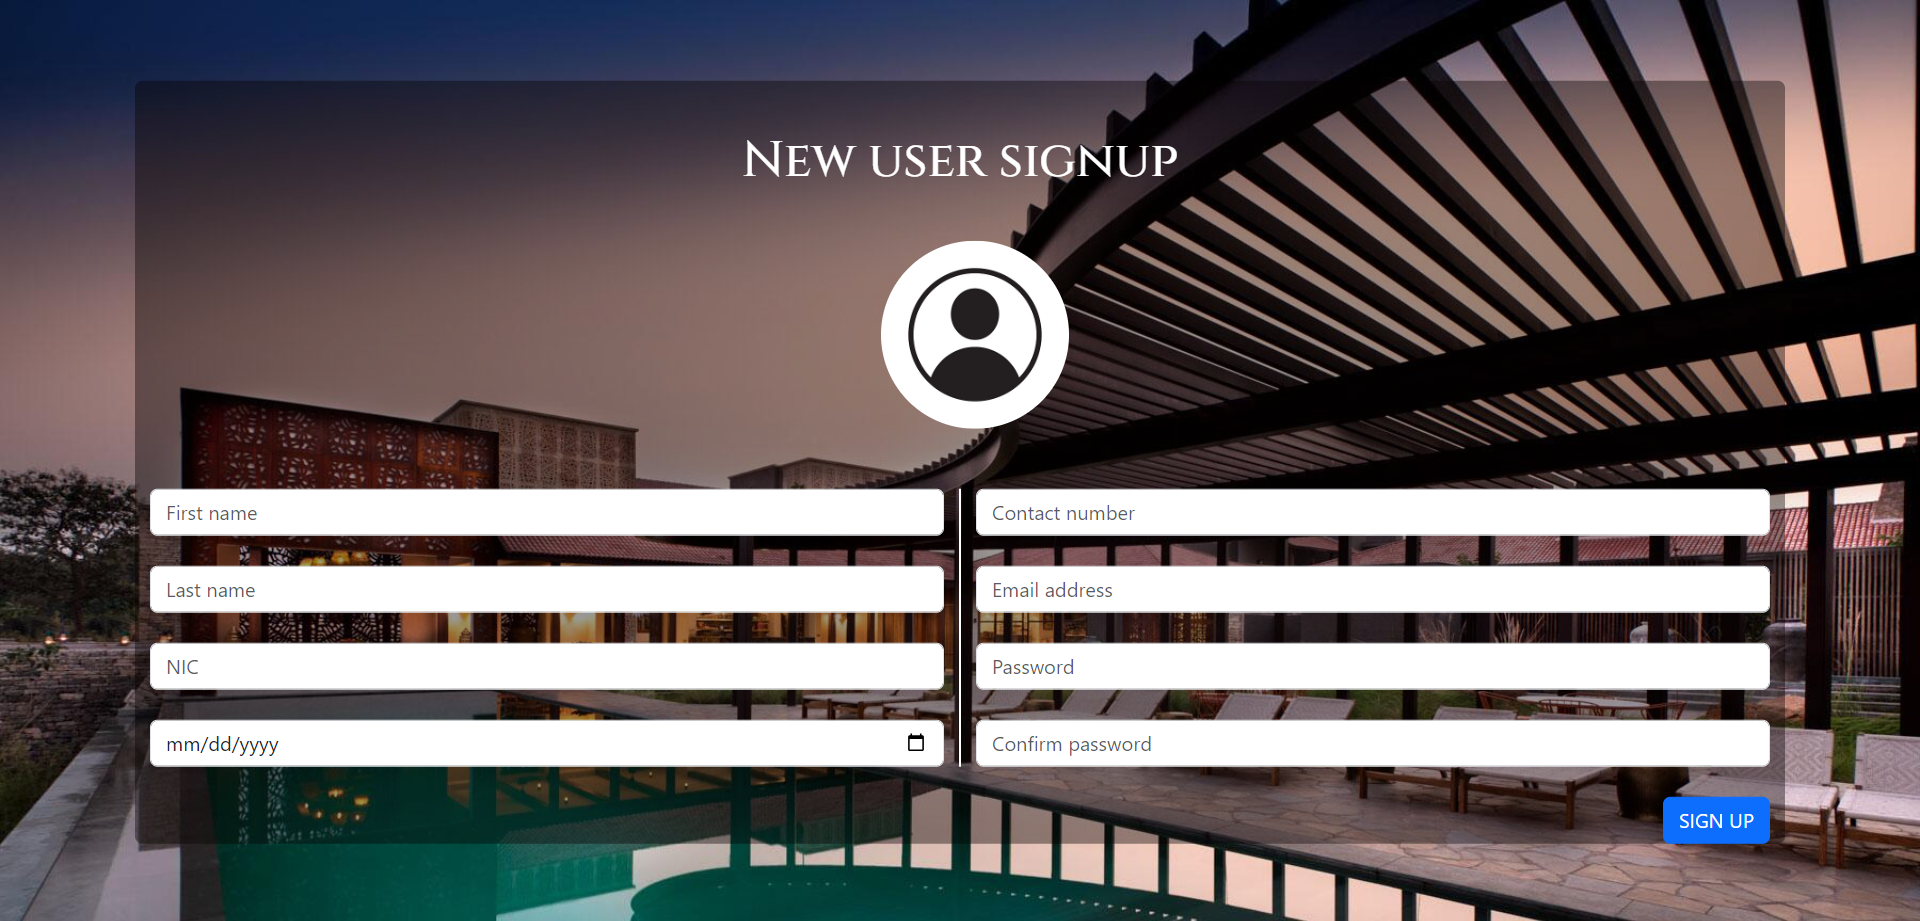 New user signup
First name
Last name
NIC
mm/dd/yyyy
Contact number
Email address
Password
Confirm password
SIGN UP